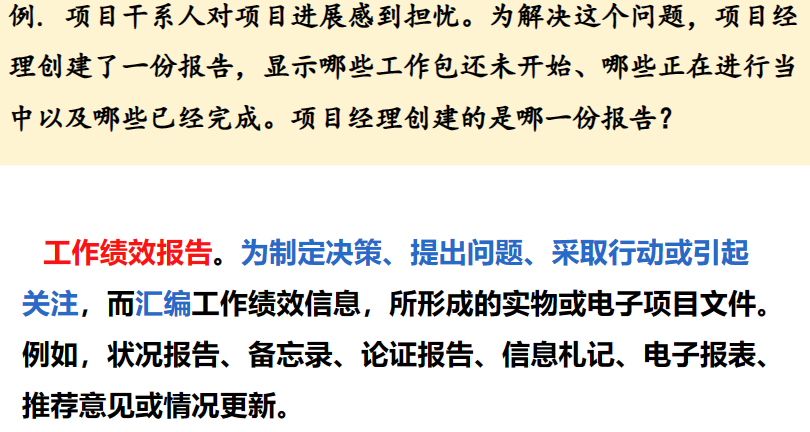 例. 项目干系人对项目进展感到担忧。为解决这个问题，项目经
理创建了一份报告，显示哪些工作包还未开始、哪些正在进行当
中以及哪些已经完成。项目经理创建的是哪一份报告？
工作绩效报告。为制定决策、提出问题、采取行动或引起
关注，而汇编工作绩效信息，所形成的实物或电子项目文件。
例如，状况报告、备忘录、论证报告、信息札记、电子报表、
推荐意见或情况更新。